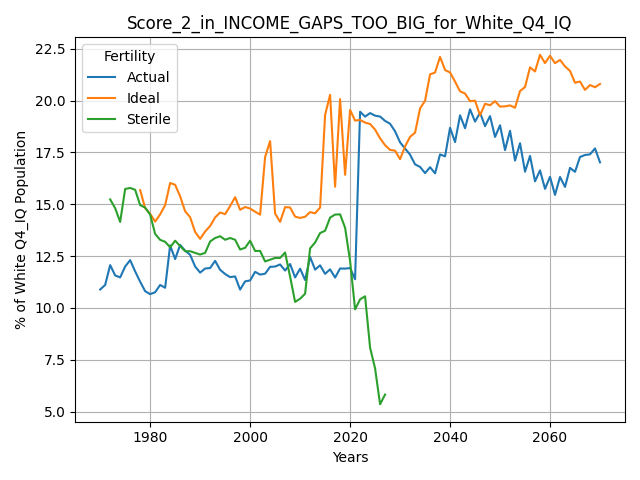 Score_2_in_INCOME_GAPS_TOO_BIG_for_White_Q4_IQ
Fertility
Actual
Ideal
Sterile
% of White Q4_IQ Population
22.5
20.0
17.5
15.0
12.5
10.0
7.5
5.0
1980 2000 2020 2040 2060
Years